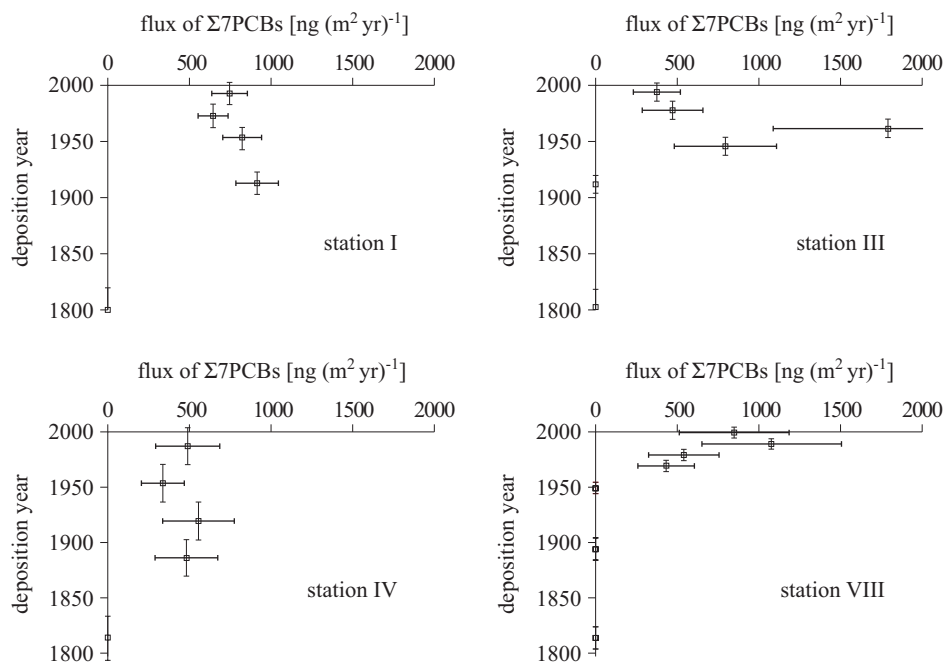 flux of Σ7PCBs [ng (m² yr)⁻¹]
0 500 1000 1500 2000
2000
1950
1900
1850
1800
deposition year
station I
flux of Σ7PCBs [ng (m² yr)⁻¹]
0 500 1000 1500 2000
2000
1950
1900
1850
1800
deposition year
station III
flux of Σ7PCBs [ng (m² yr)⁻¹]
0 500 1000 1500 2000
2000
1950
1900
1850
1800
deposition year
station IV
flux of Σ7PCBs [ng (m² yr)⁻¹]
0 500 1000 1500 2000
2000
1950
1900
1850
1800
deposition year
station VIII